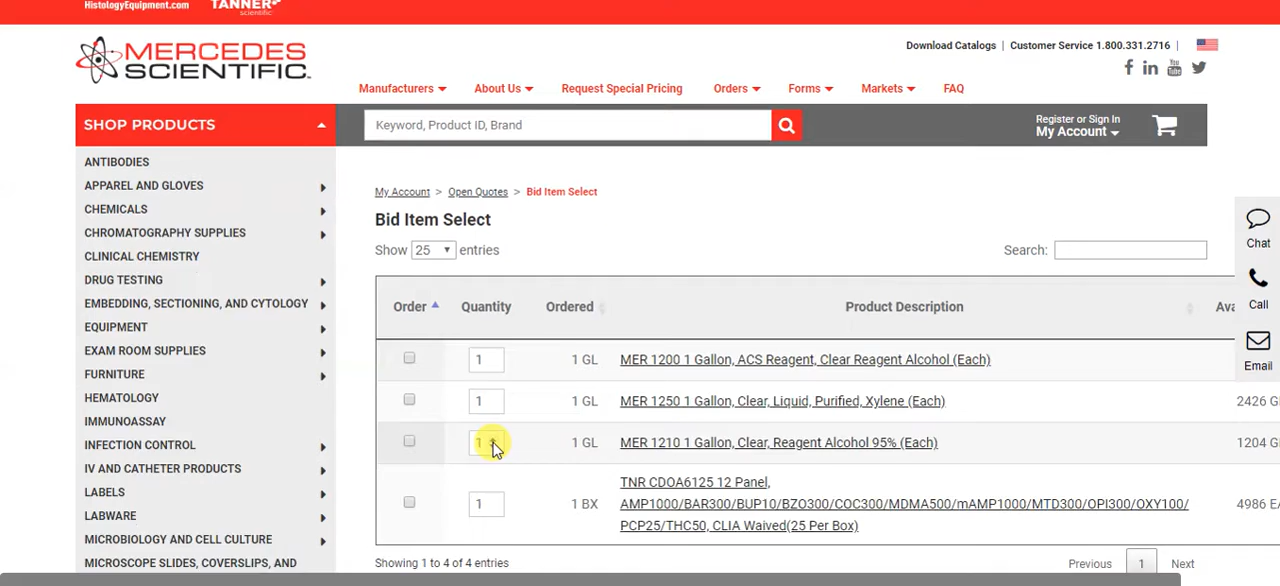 HistologyEquipment.com
TANNER
scientific
MERCEDES
SCIENTIFIC.
Download Catalogs | Customer Service 1.800.331.2716 |
f in You Tube
Manufacturers About Us Request Special Pricing Orders Forms Markets FAQ
SHOP PRODUCTS
Keyword, Product ID, Brand
Register or Sign In
My Account
ANTIBODIES
APPAREL AND GLOVES
CHEMICALS
CHROMATOGRAPHY SUPPLIES
CLINICAL CHEMISTRY
DRUG TESTING
EMBEDDING, SECTIONING, AND CYTOLOGY
EQUIPMENT
EXAM ROOM SUPPLIES
FURNITURE
HEMATOLOGY
IMMUNOASSAY
INFECTION CONTROL
IV AND CATHETER PRODUCTS
LABELS
LABWARE
MICROBIOLOGY AND CELL CULTURE
MICROSCOPE SLIDES, COVERSLIPS, AND
My Account > Open Quotes > Bid Item Select
Bid Item Select
Show 25 entries
Search:
Order Quantity Ordered Product Description Ava
1 1 GL MER 1200 1 Gallon, ACS Reagent, Clear Reagent Alcohol (Each)
1 1 GL MER 1250 1 Gallon, Clear, Liquid, Purified, Xylene (Each) 2426 G
1 1 GL MER 1210 1 Gallon, Clear, Reagent Alcohol 95% (Each) 1204 G
TNR CDOA6125 12 Panel,
1 1 BX AMP1000/BAR300/BUP10/BZO300/COC300/MDMA500/mAMP1000/MTD300/OPI300/OXY100/ 4986 EA
PCP25/THC50, CLIA Waived(25 Per Box)
Showing 1 to 4 of 4 entries
Previous 1 Next
Chat
Call
Email